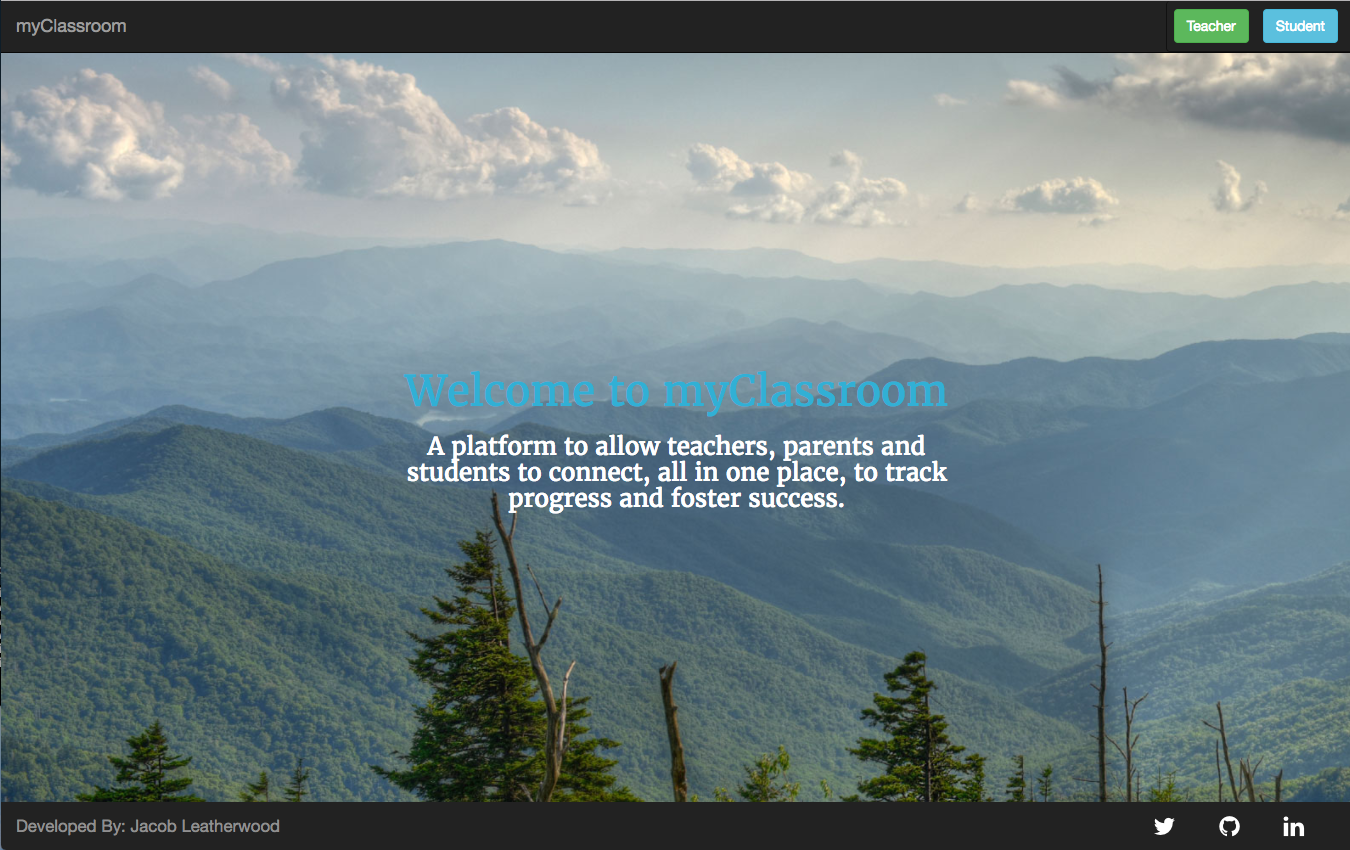 myClassroom
Teacher
Student
Welcome to myClassroom
A platform to allow teachers, parents and
students to connect, all in one place, to track
progress and foster success.
Developed By: Jacob Leatherwood